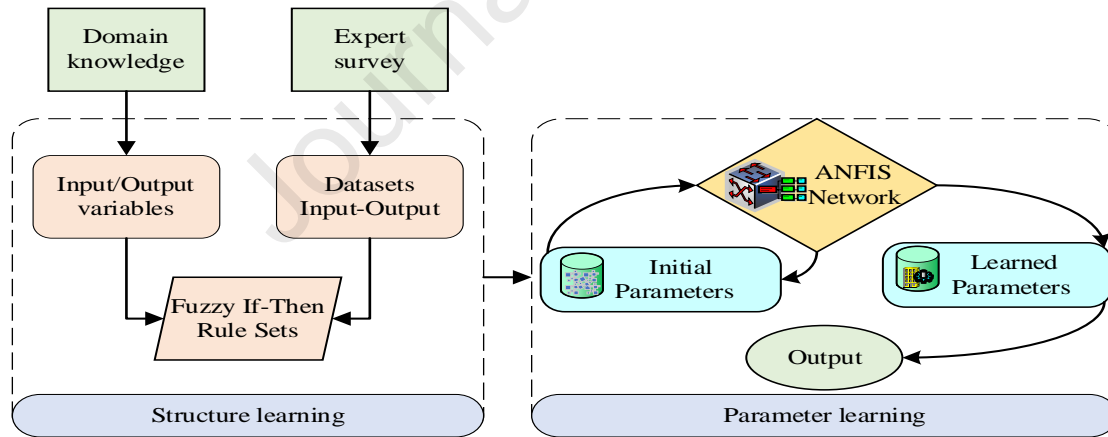 Journa
Domain
knowledge
Expert
survey
Input/Output
variables
Datasets
Input-Output
Fuzzy If-Then
Rule Sets
Structure learning
ANFIS
Network
Initial
Parameters
Learned
Parameters
Output
Parameter learning